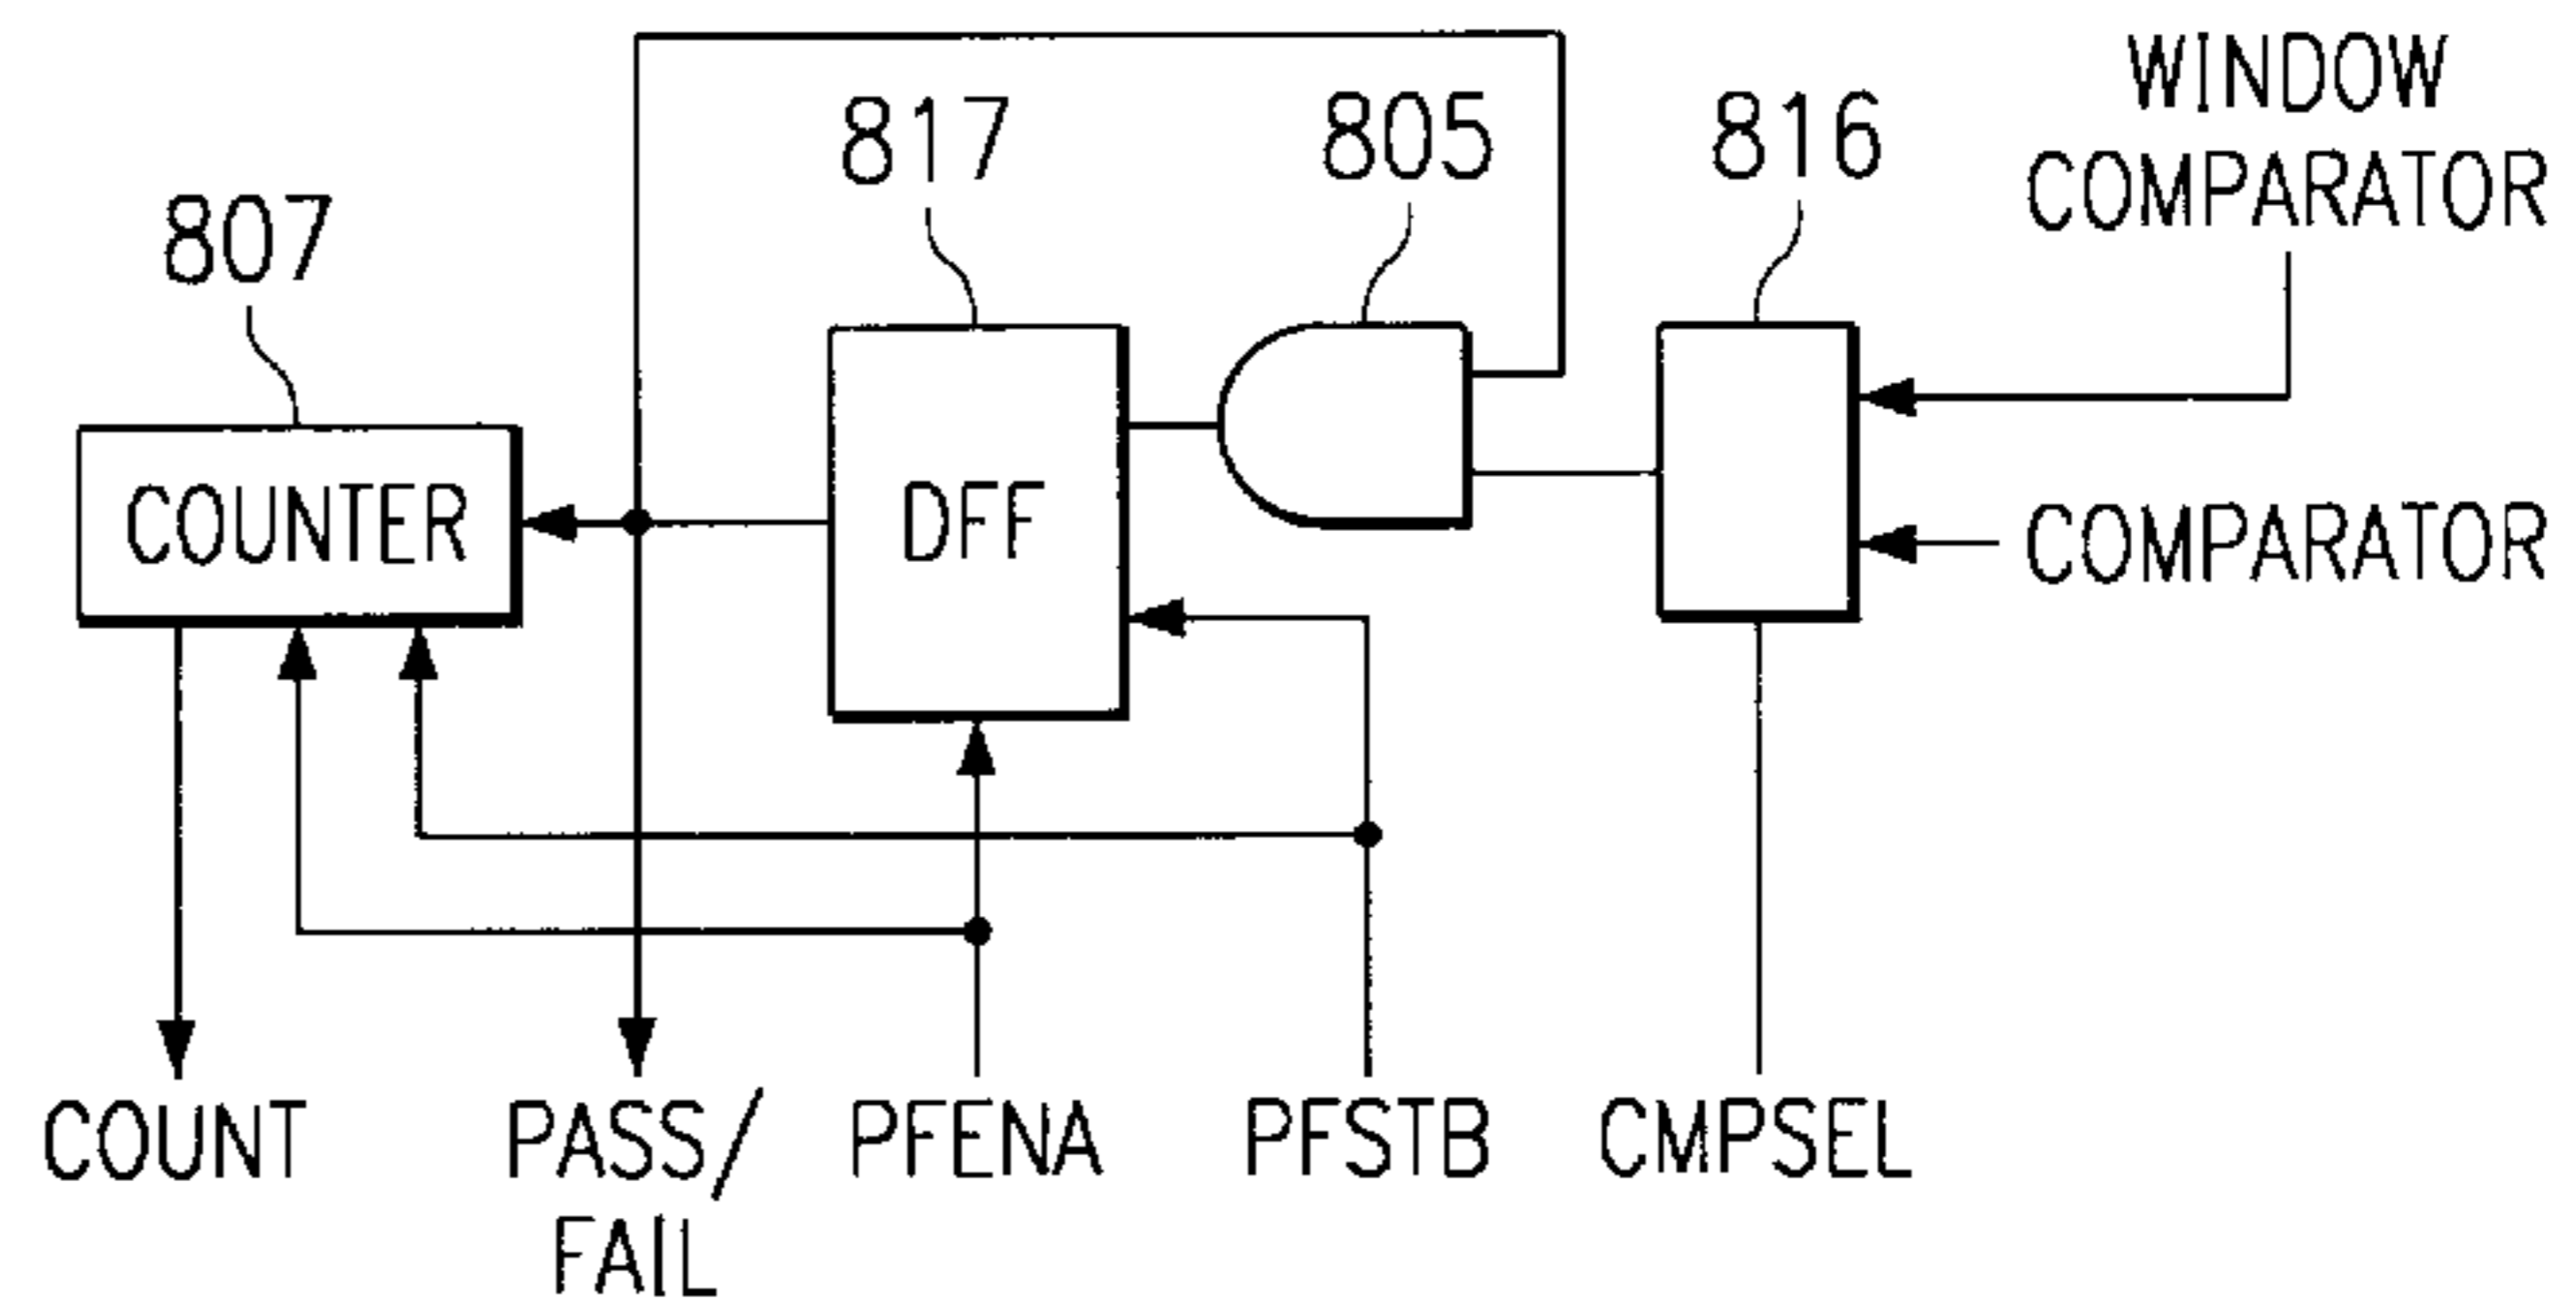 WINDOW
COMPARATOR
817
805
816
807
COUNTER
DFF
COMPARATOR
COUNT
PASS/
FAIL
PFENA
PFSTB
CMPSEL